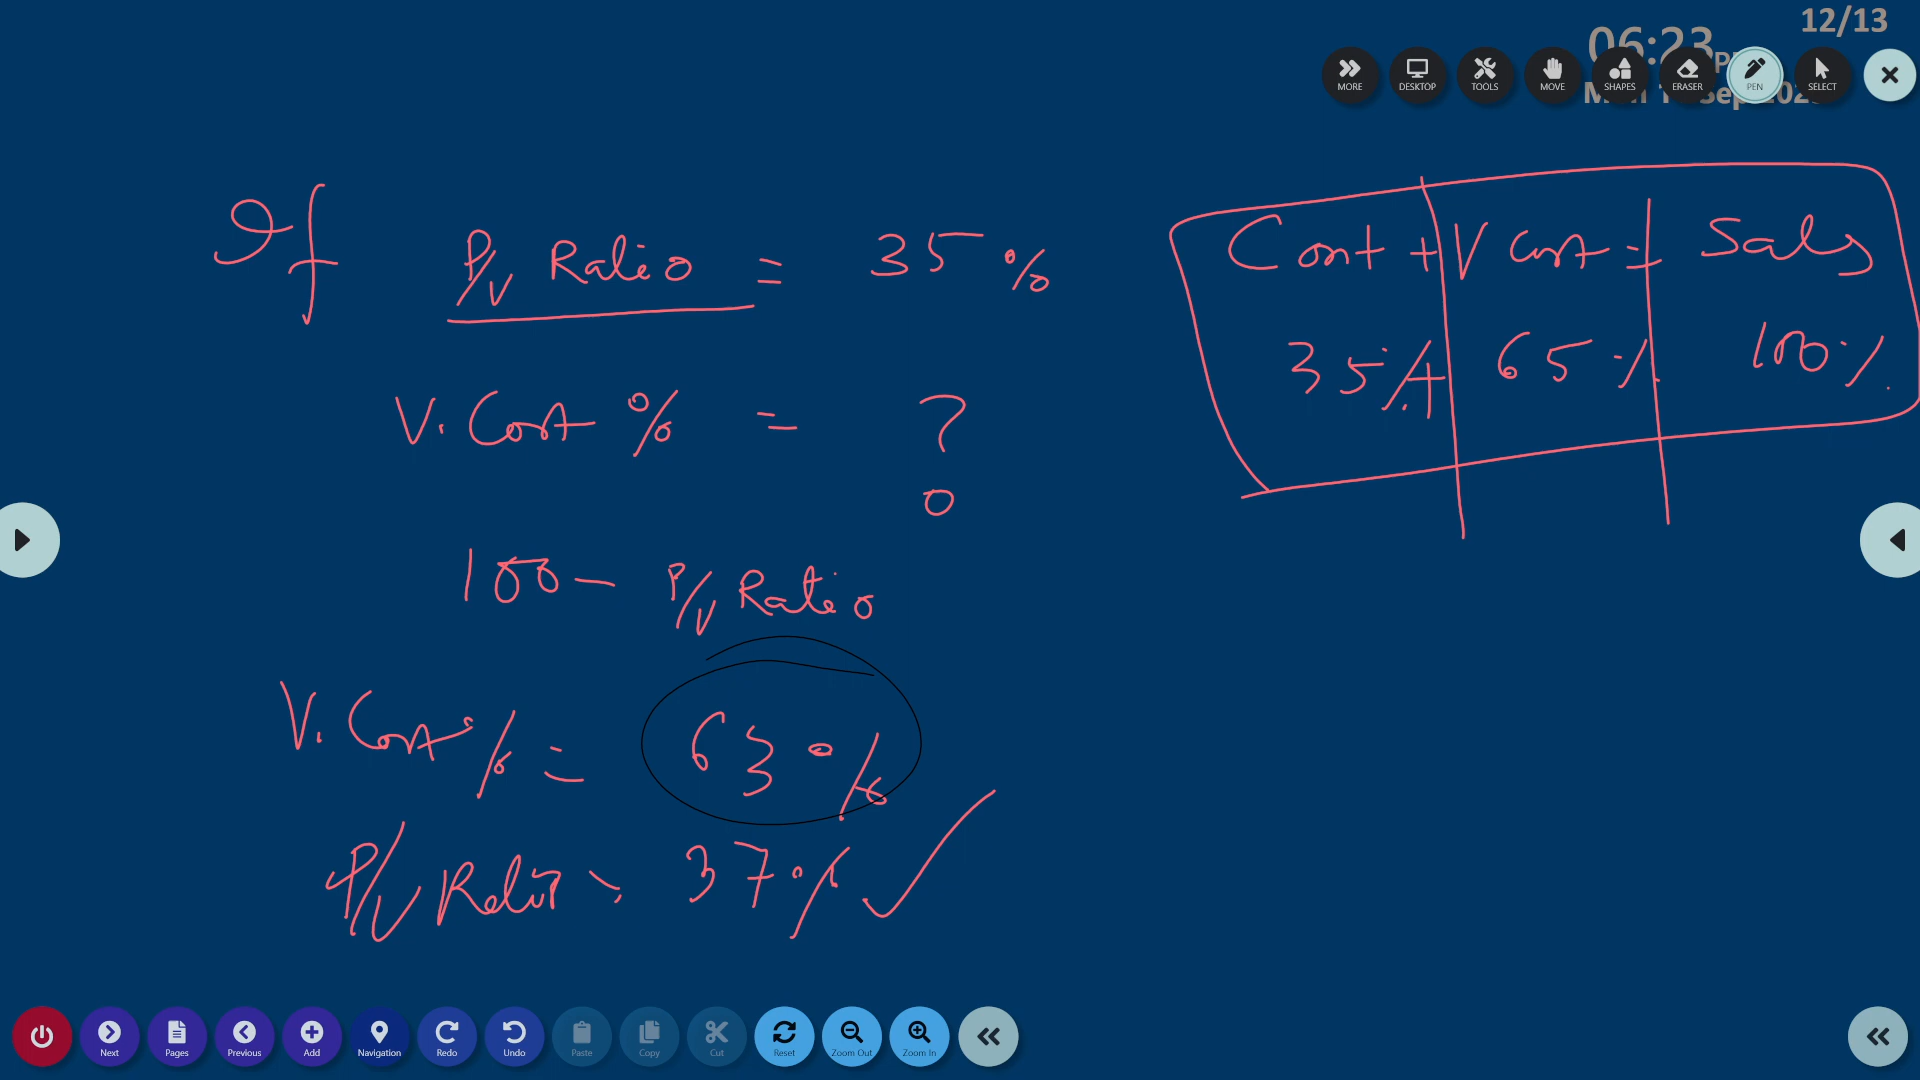 12/13
06:23
MORE DESKTOP TOOLS MOVE SHAPES ERASER PEN SELECT
If P/V Ratio = 35%
V. Cost % = ?
100 - P/V Ratio
V. Cost % = 63%
P/V Ratio = 37%
Cont + V Cost = Sales
35% + 65% 100%
Next Pages Previous Add Navigation Redo Undo Paste Copy Cut Reset Zoom Out Zoom In